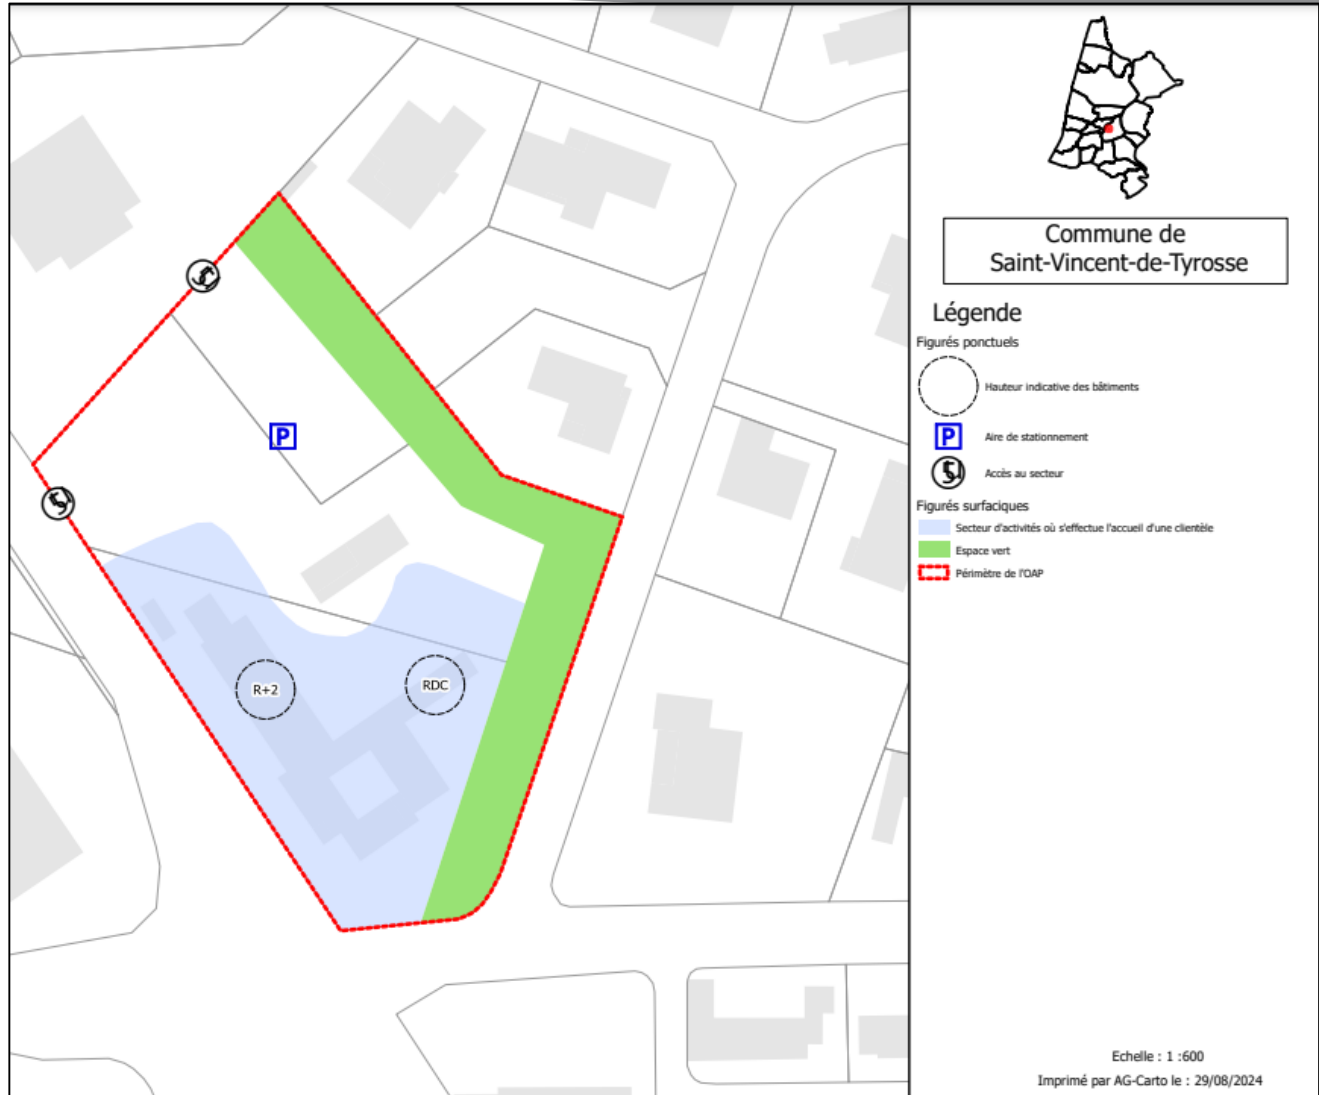 Commune de
Saint-Vincent-de-Tyrosse
Légende
Figurés ponctuels
Hauteur indicative des bâtiments
P
Aire de stationnement
Accès au secteur
Figurés surfaciques
Secteur d'activités où s'effectue l'accueil d'une clientèle
Espace vert
Périmètre de l'OAP
P
R+2
RDC
Echelle : 1 :600
Imprimé par AG-Carto le : 29/08/2024